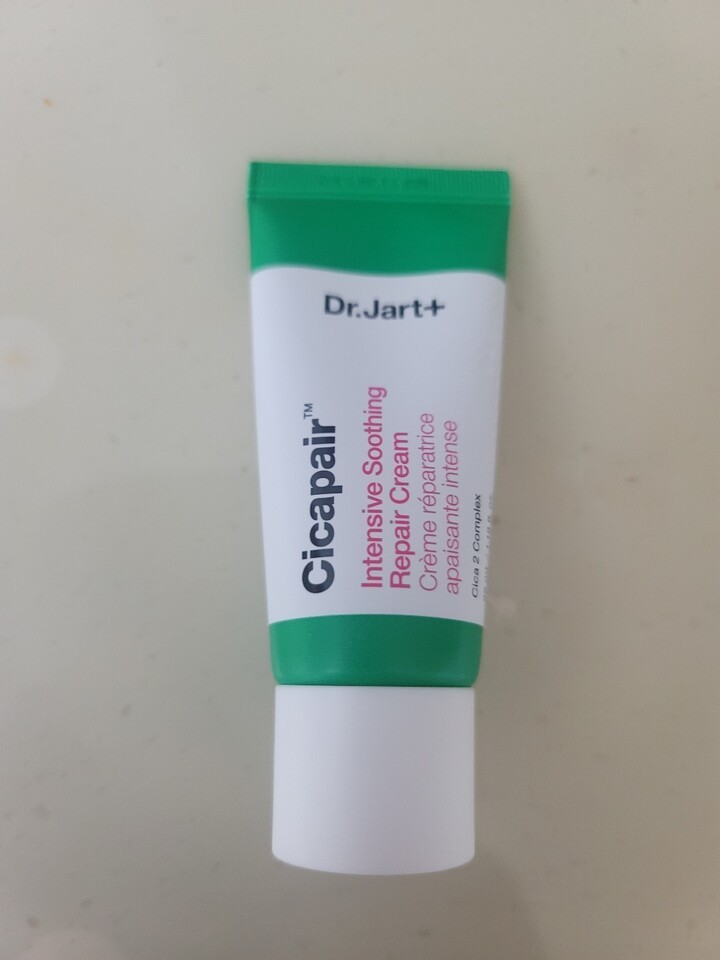 Dr.Jart+
Cicapair™
Intensive Soothing
Repair Cream
Crème réparatrice
apaisante intense
Cica 2 Complex